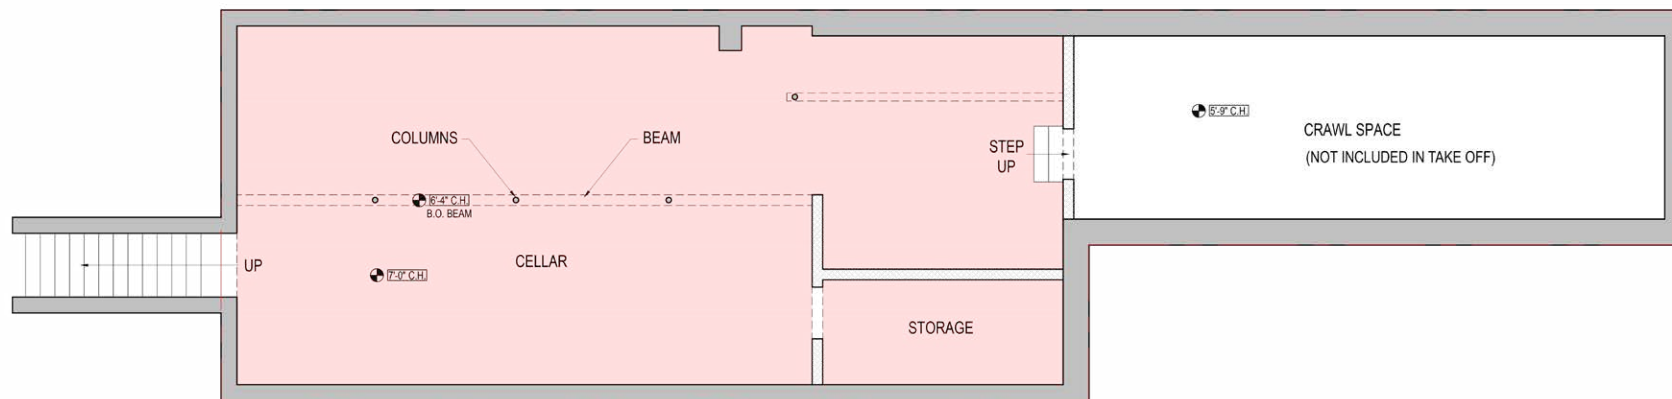 5'-9" C.H.
CRAWL SPACE
(NOT INCLUDED IN TAKE OFF)
COLUMNS
BEAM
STEP
UP
6'-4" C.H.
B.O. BEAM
UP
CELLAR
7'-0" C.H.
STORAGE